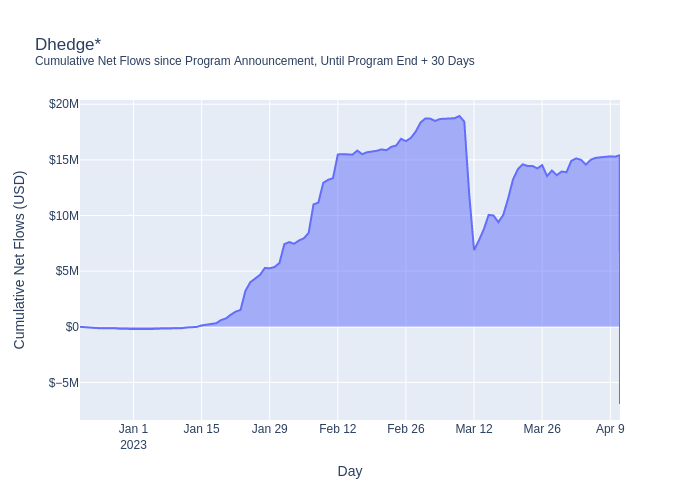 Dhedge*
Cumulative Net Flows since Program Announcement, Until Program End + 30 Days
Cumulative Net Flows (USD)
$20M
$15M
$10M
$5M
$0
$−5M
Jan 1
2023
Jan 15
Jan 29
Feb 12
Feb 26
Mar 12
Mar 26
Apr 9
Day